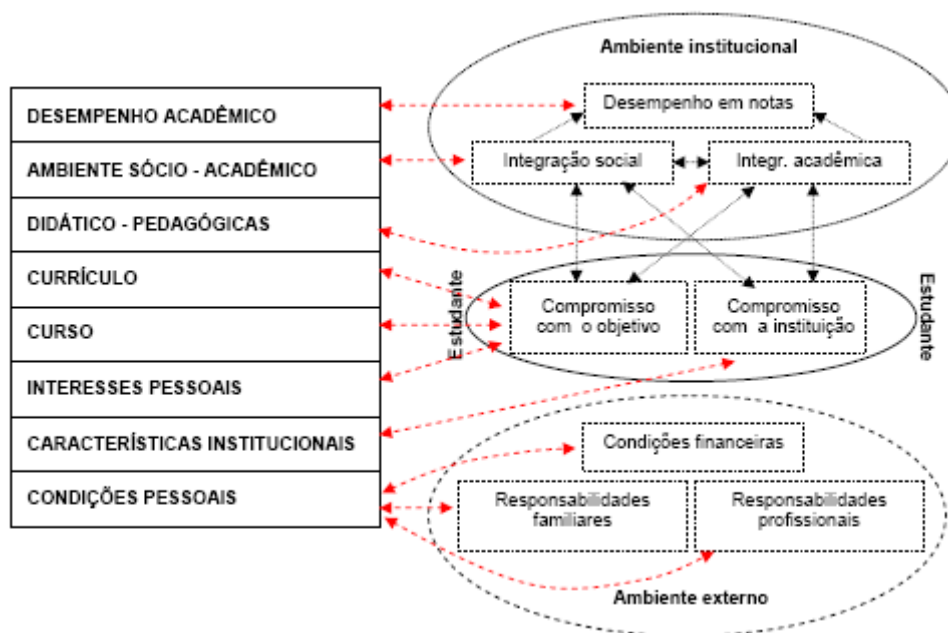 DESEMPENHO ACADÊMICO
AMBIENTE SÓCIO - ACADÊMICO
DIDÁTICO - PEDAGÓGICAS
CURRÍCULO
CURSO
INTERESSES PESSOAIS
CARACTERÍSTICAS INSTITUCIONAIS
CONDIÇÕES PESSOAIS
Ambiente institucional
Desempenho em notas
Integração social
Integr. acadêmica
Estudante
Compromisso
com o objetivo
Compromisso
com a instituição
Estudante
Condições financeiras
Responsabilidades
familiares
Responsabilidades
profissionais
Ambiente externo